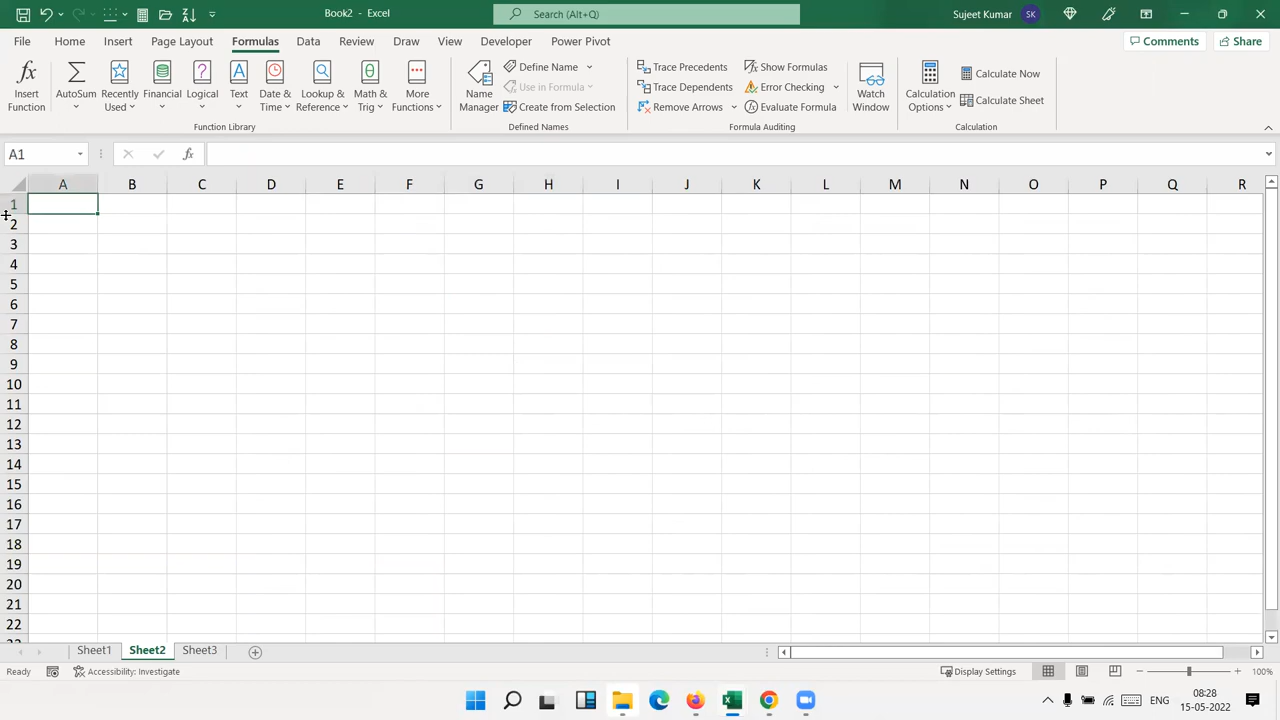 Book2 - Excel
Search (Alt+Q)
Sujeet Kumar
SK
File
Home
Insert
Page Layout
Formulas
Data
Review
Draw
View
Developer
Power Pivot
Comments
Share
Insert Function
AutoSum
Recently Used
Financial
Logical
Text
Date & Time
Lookup & Reference
Math & Trig
More Functions
Function Library
Name Manager
Define Name
Use in Formula
Create from Selection
Defined Names
Trace Precedents
Trace Dependents
Remove Arrows
Show Formulas
Error Checking
Evaluate Formula
Formula Auditing
Watch Window
Calculation Options
Calculate Now
Calculate Sheet
Calculation
A1
fx
A B C D E F G H I J K L M N O P Q R
1
2
3
4
5
6
7
8
9
10
11
12
13
14
15
16
17
18
19
20
21
22
Sheet1
Sheet2
Sheet3
Ready
Accessibility: Investigate
Display Settings
100%
ENG
08:28
15-05-2022